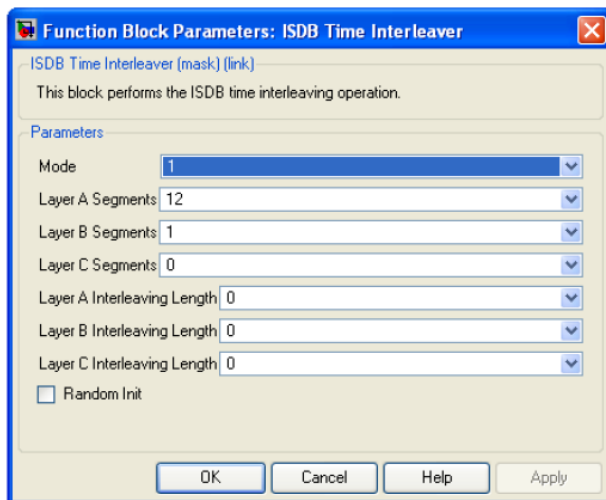 Function Block Parameters: ISDB Time Interleaver
ISDB Time Interleaver (mask) (link)
This block performs the ISDB time interleaving operation.
Parameters
Mode 1
Layer A Segments 12
Layer B Segments 1
Layer C Segments 0
Layer A Interleaving Length 0
Layer B Interleaving Length 0
Layer C Interleaving Length 0
Random Init
OK Cancel Help Apply